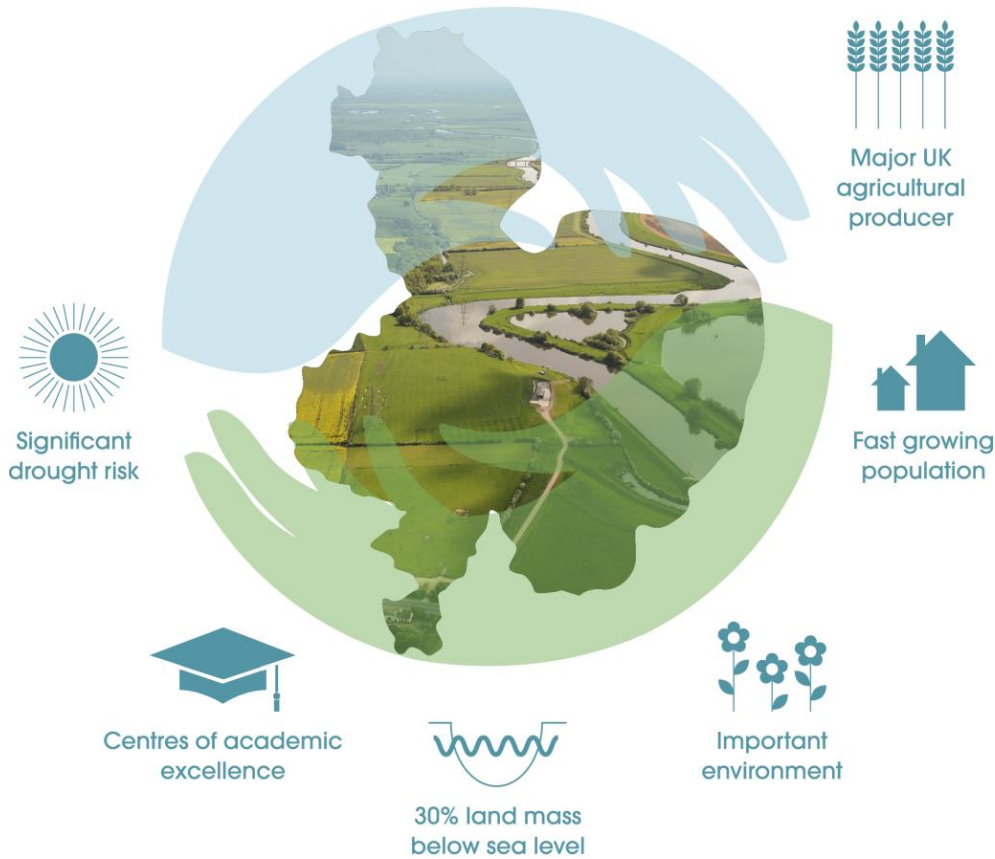 Major UK
agricultural
producer
Significant
drought risk
Fast growing
population
Centres of academic
excellence
Important
environment
30% land mass
below sea level